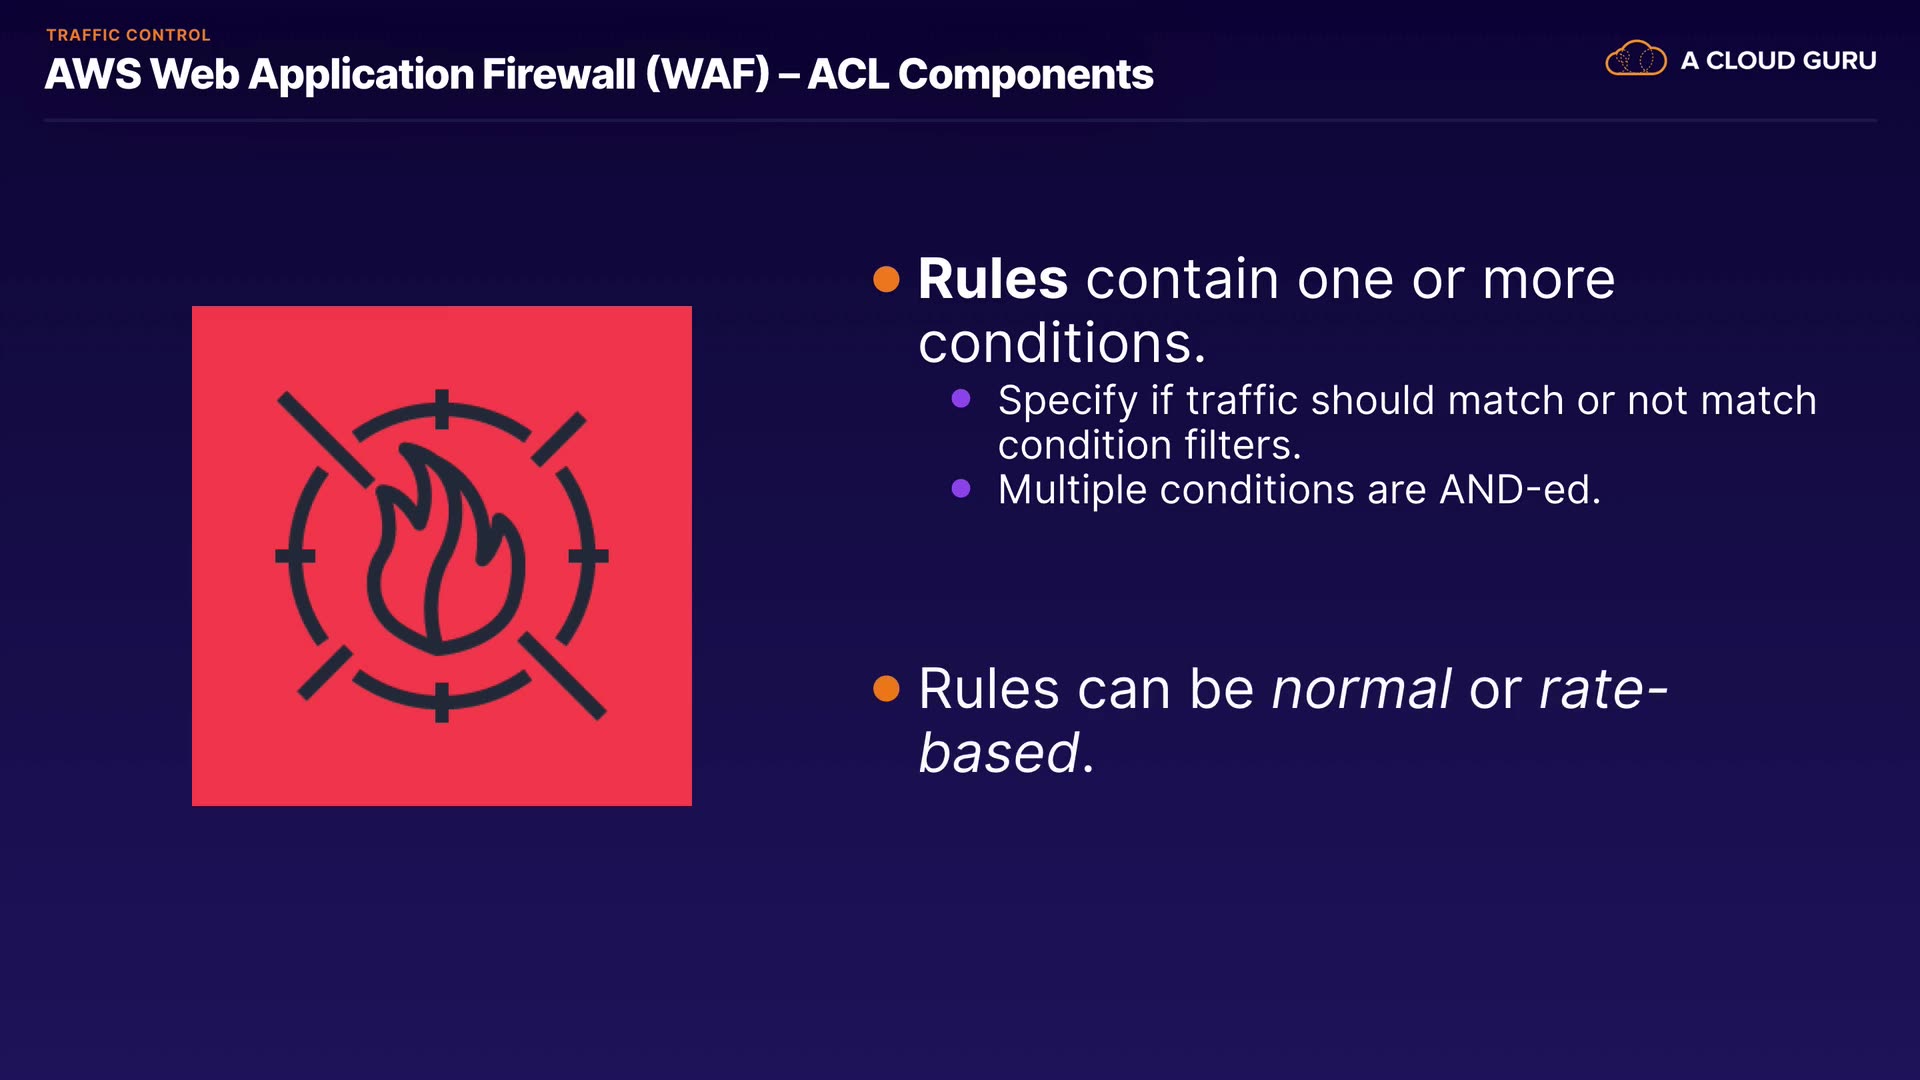 TRAFFIC CONTROL
AWS Web Application Firewall (WAF) – ACL Components
A CLOUD GURU
Rules contain one or more
conditions.
Specify if traffic should match or not match
condition filters.
Multiple conditions are AND-ed.
Rules can be normal or rate-
based.